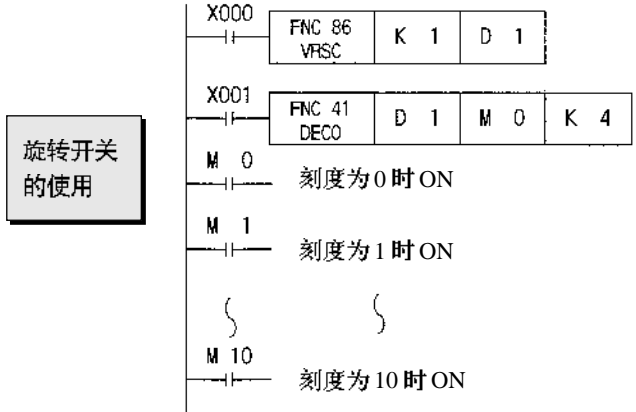 X000
FNC 86 K 1 D 1
VRSC
X001
FNC 41 D 1 M 0 K 4
DECO
旋转开关
的使用
M 0 刻度为0时ON
M 1 刻度为1时ON
M 10 刻度为10时ON